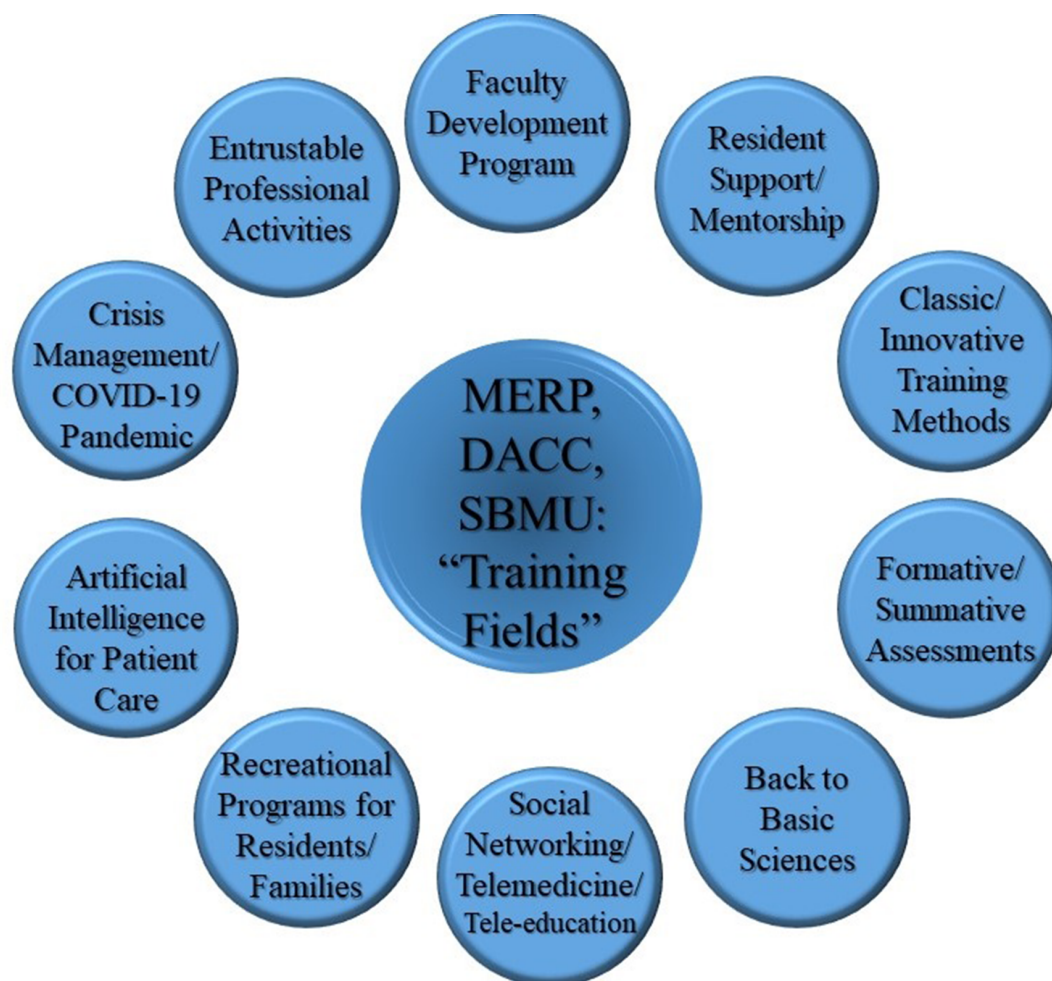 Faculty
Development
Program
Resident
Support/
Mentorship
Classic/
Innovative
Training
Methods
Formative/
Summative
Assessments
Back to
Basic
Sciences
Social
Networking/
Telemedicine/
Tele-education
Recreational
Programs for
Residents/
Families
Artificial
Intelligence
for Patient
Care
Crisis
Management/
COVID-19
Pandemic
Entrustable
Professional
Activities
MERP,
DACC,
SBMU:
“Training
Fields”